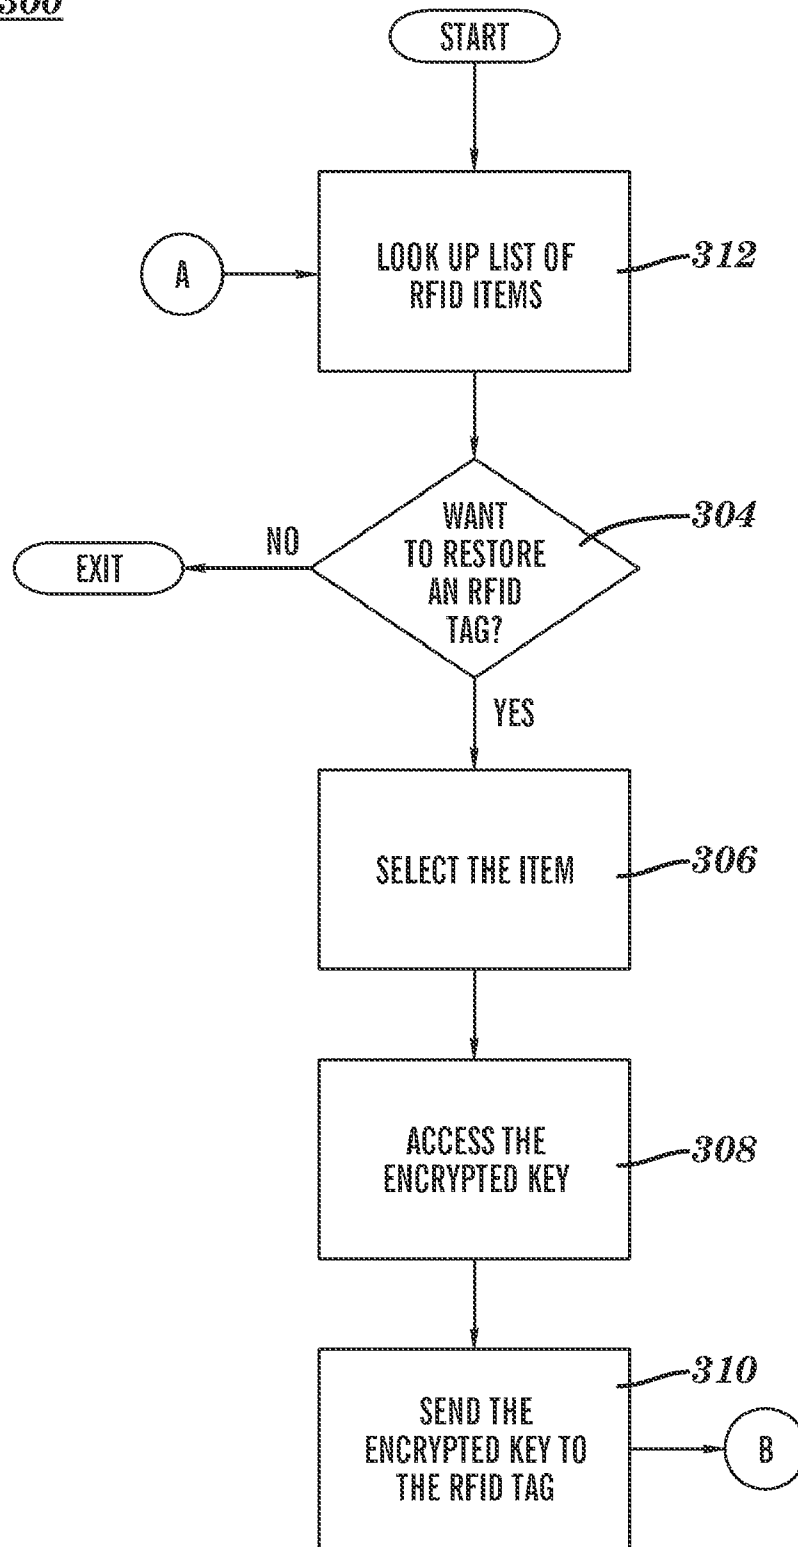 300
START
LOOK UP LIST OF
RFID ITEMS
312
A
WANT
TO RESTORE
AN RFID
TAG?
304
NO
EXIT
YES
SELECT THE ITEM
306
ACCESS THE
ENCRYPTED KEY
308
310
SEND THE
ENCRYPTED KEY TO
THE RFID TAG
B